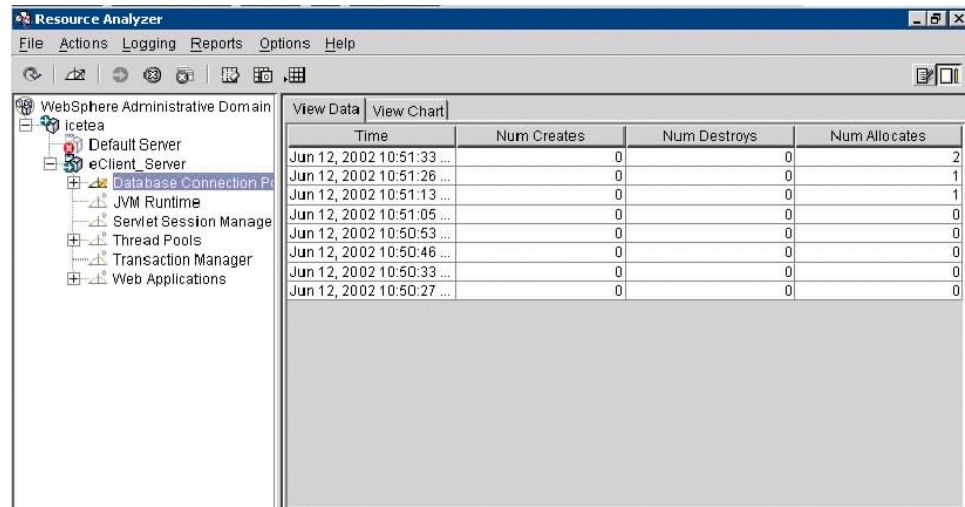 Resource Analyzer
File Actions Logging Reports Options Help
WebSphere Administrative Domain
icetea
Default Server
eClient_Server
Database Connection Po
JVM Runtime
Servlet Session Manage
Thread Pools
Transaction Manager
Web Applications
View Data View Chart
Time Num Creates Num Destroys Num Allocates
Jun 12, 2002 10:51:33 ... 0 0 2
Jun 12, 2002 10:51:26 ... 0 0 1
Jun 12, 2002 10:51:13 ... 0 0 1
Jun 12, 2002 10:51:05 ... 0 0 0
Jun 12, 2002 10:50:53 ... 0 0 0
Jun 12, 2002 10:50:46 ... 0 0 0
Jun 12, 2002 10:50:33 ... 0 0 0
Jun 12, 2002 10:50:27 ... 0 0 0